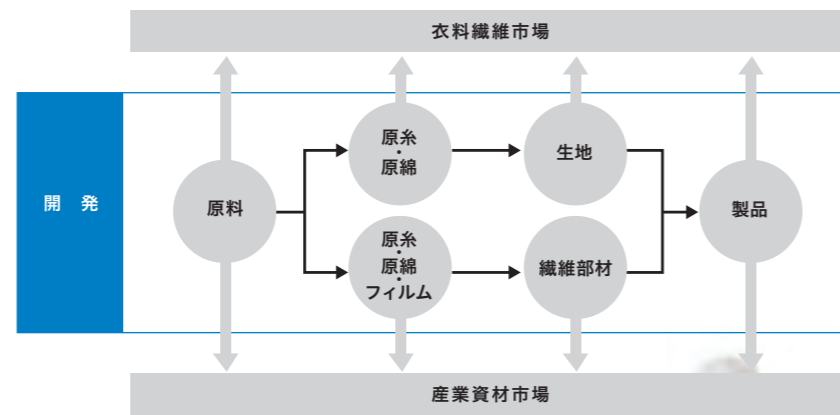 衣料繊維市場
開　発
原料
原糸
・
原綿
生地
原糸
・
原綿
・
フィルム
繊維部材
製品
産業資材市場